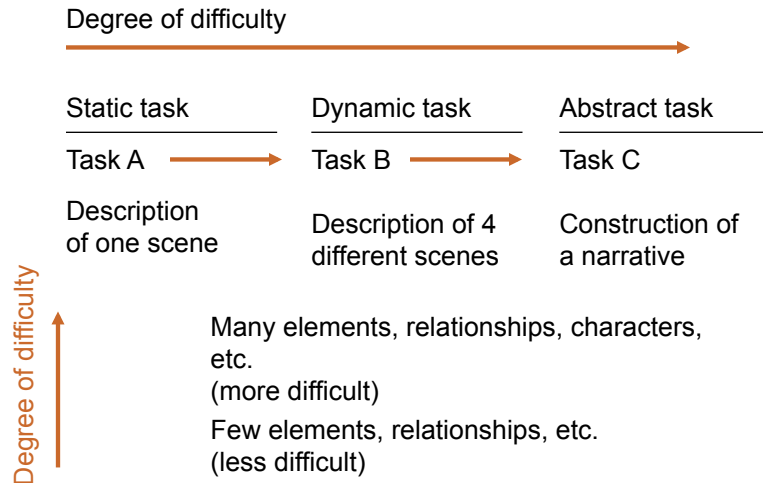 Degree of difficulty
Static task
Dynamic task
Abstract task
Task A
Task B
Task C
Description
of one scene
Description of 4
different scenes
Construction of
a narrative
Degree of difficulty
Many elements, relationships, characters,
etc.
(more difficult)
Few elements, relationships, etc.
(less difficult)